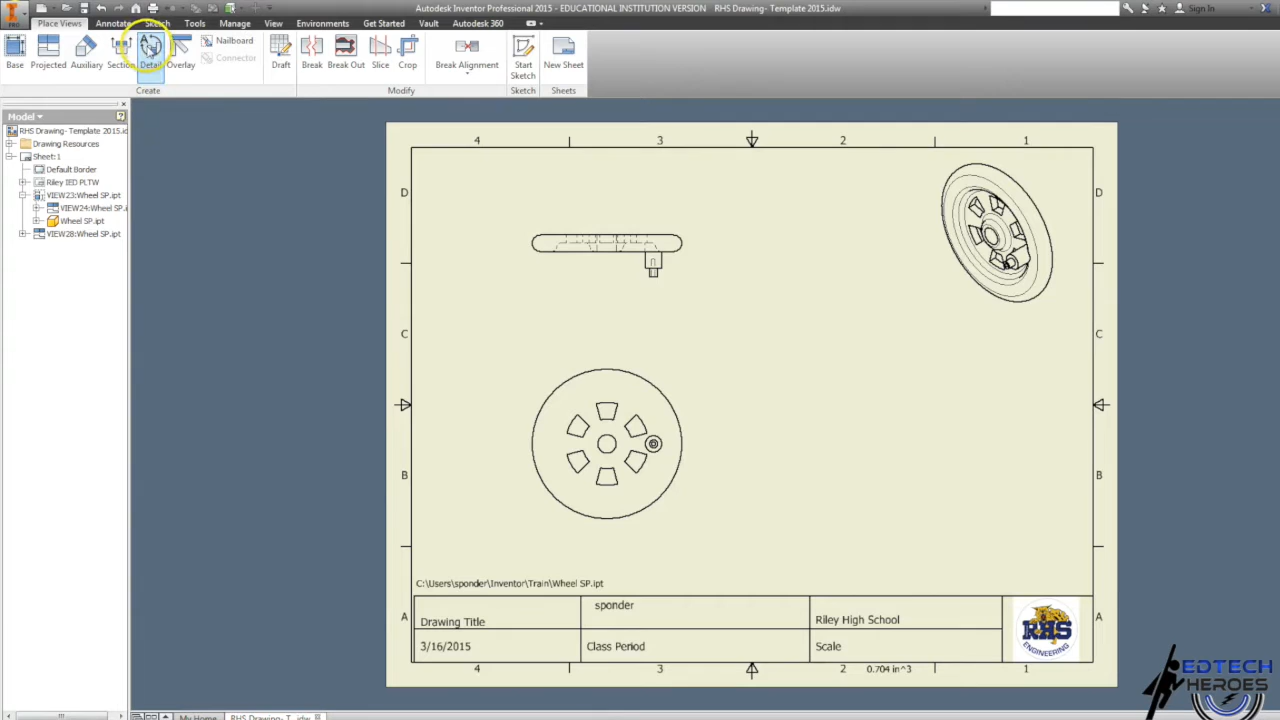 Autodesk Inventor Professional 2015 - EDUCATIONAL INSTITUTION VERSION RHS Drawing- Template 2015.idw
Sign In
PRO
Place Views Annotate Sketch Tools Manage View Environments Get Started Vault Autodesk 360
Base Projected Auxiliary Section Detail Overlay
Nailboard
Connector
Draft Break Break Out Slice Crop Break Alignment Start Sketch New Sheet
Create Modify Sketch Sheets
Model
RHS Drawing- Template 2015.id
Drawing Resources
Sheet:1
Default Border
Riley IED PLTW
VIEW23:Wheel SP.ipt
VIEW24:Wheel SP.i
Wheel SP.ipt
VIEW28:Wheel SP.ipt
4 3 2 1
D D
C C
B B
C:\Users\sponder\Inventor\Train\Wheel SP.ipt
A A
Drawing Title
sponder
Riley High School
3/16/2015
Class Period
Scale
RHS
ENGINEERING
4 3 2 0.704 in^3 1
EDTECH
HEROES
My Home RHS Drawing- T...idw